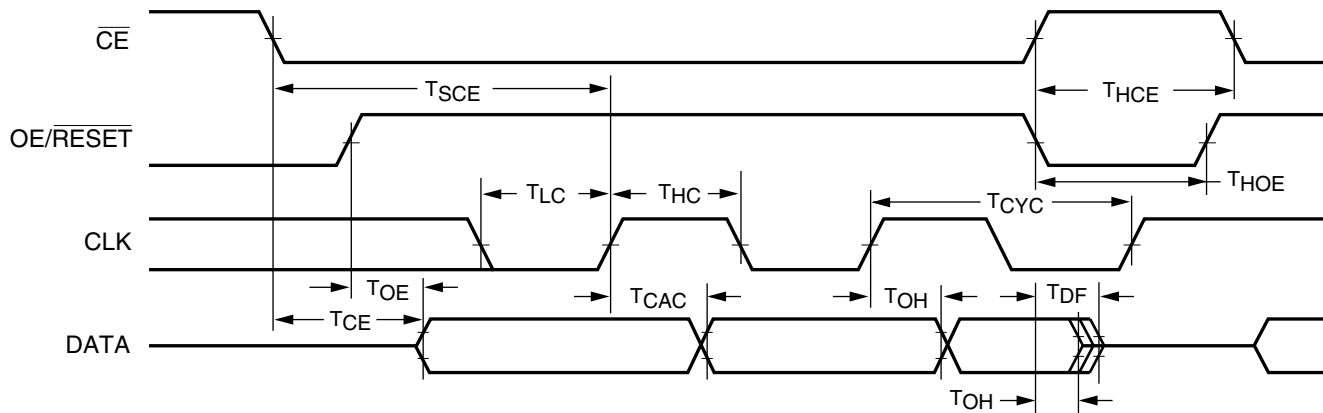 CE
TSCE
THCE
OE/RESET
TLC
THC
TCYC
THOE
CLK
TOE
TCAC
TOH
TDF
TCE
DATA
TOH